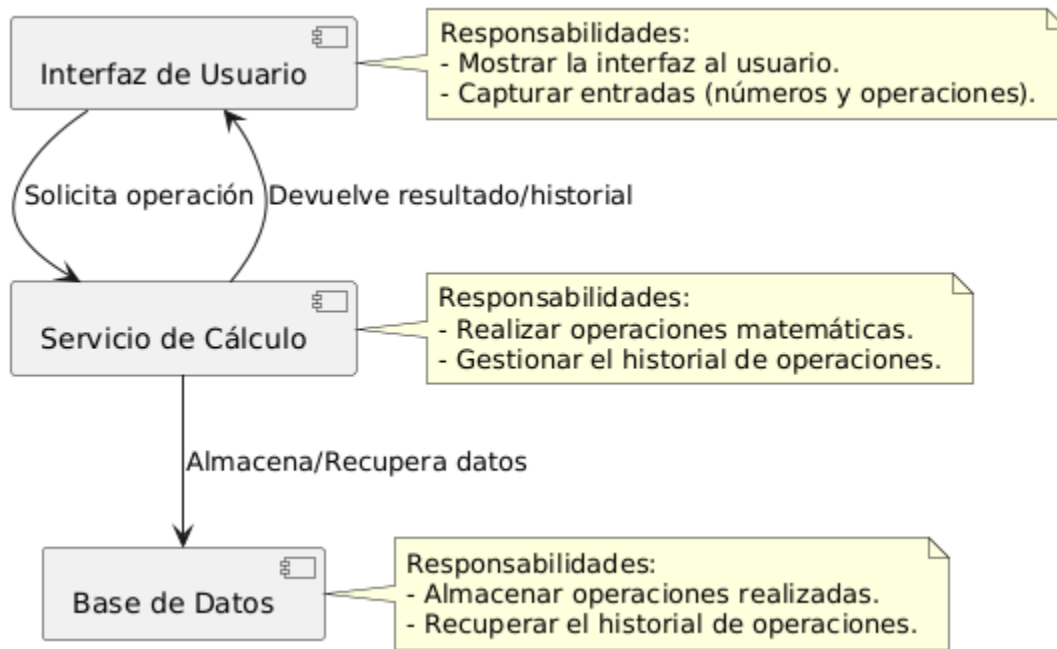 Interfaz de Usuario
Responsabilidades:
- Mostrar la interfaz al usuario.
- Capturar entradas (números y operaciones).
Solicita operación
Devuelve resultado/historial
Servicio de Cálculo
Responsabilidades:
- Realizar operaciones matemáticas.
- Gestionar el historial de operaciones.
Almacena/Recupera datos
Base de Datos
Responsabilidades:
- Almacenar operaciones realizadas.
- Recuperar el historial de operaciones.